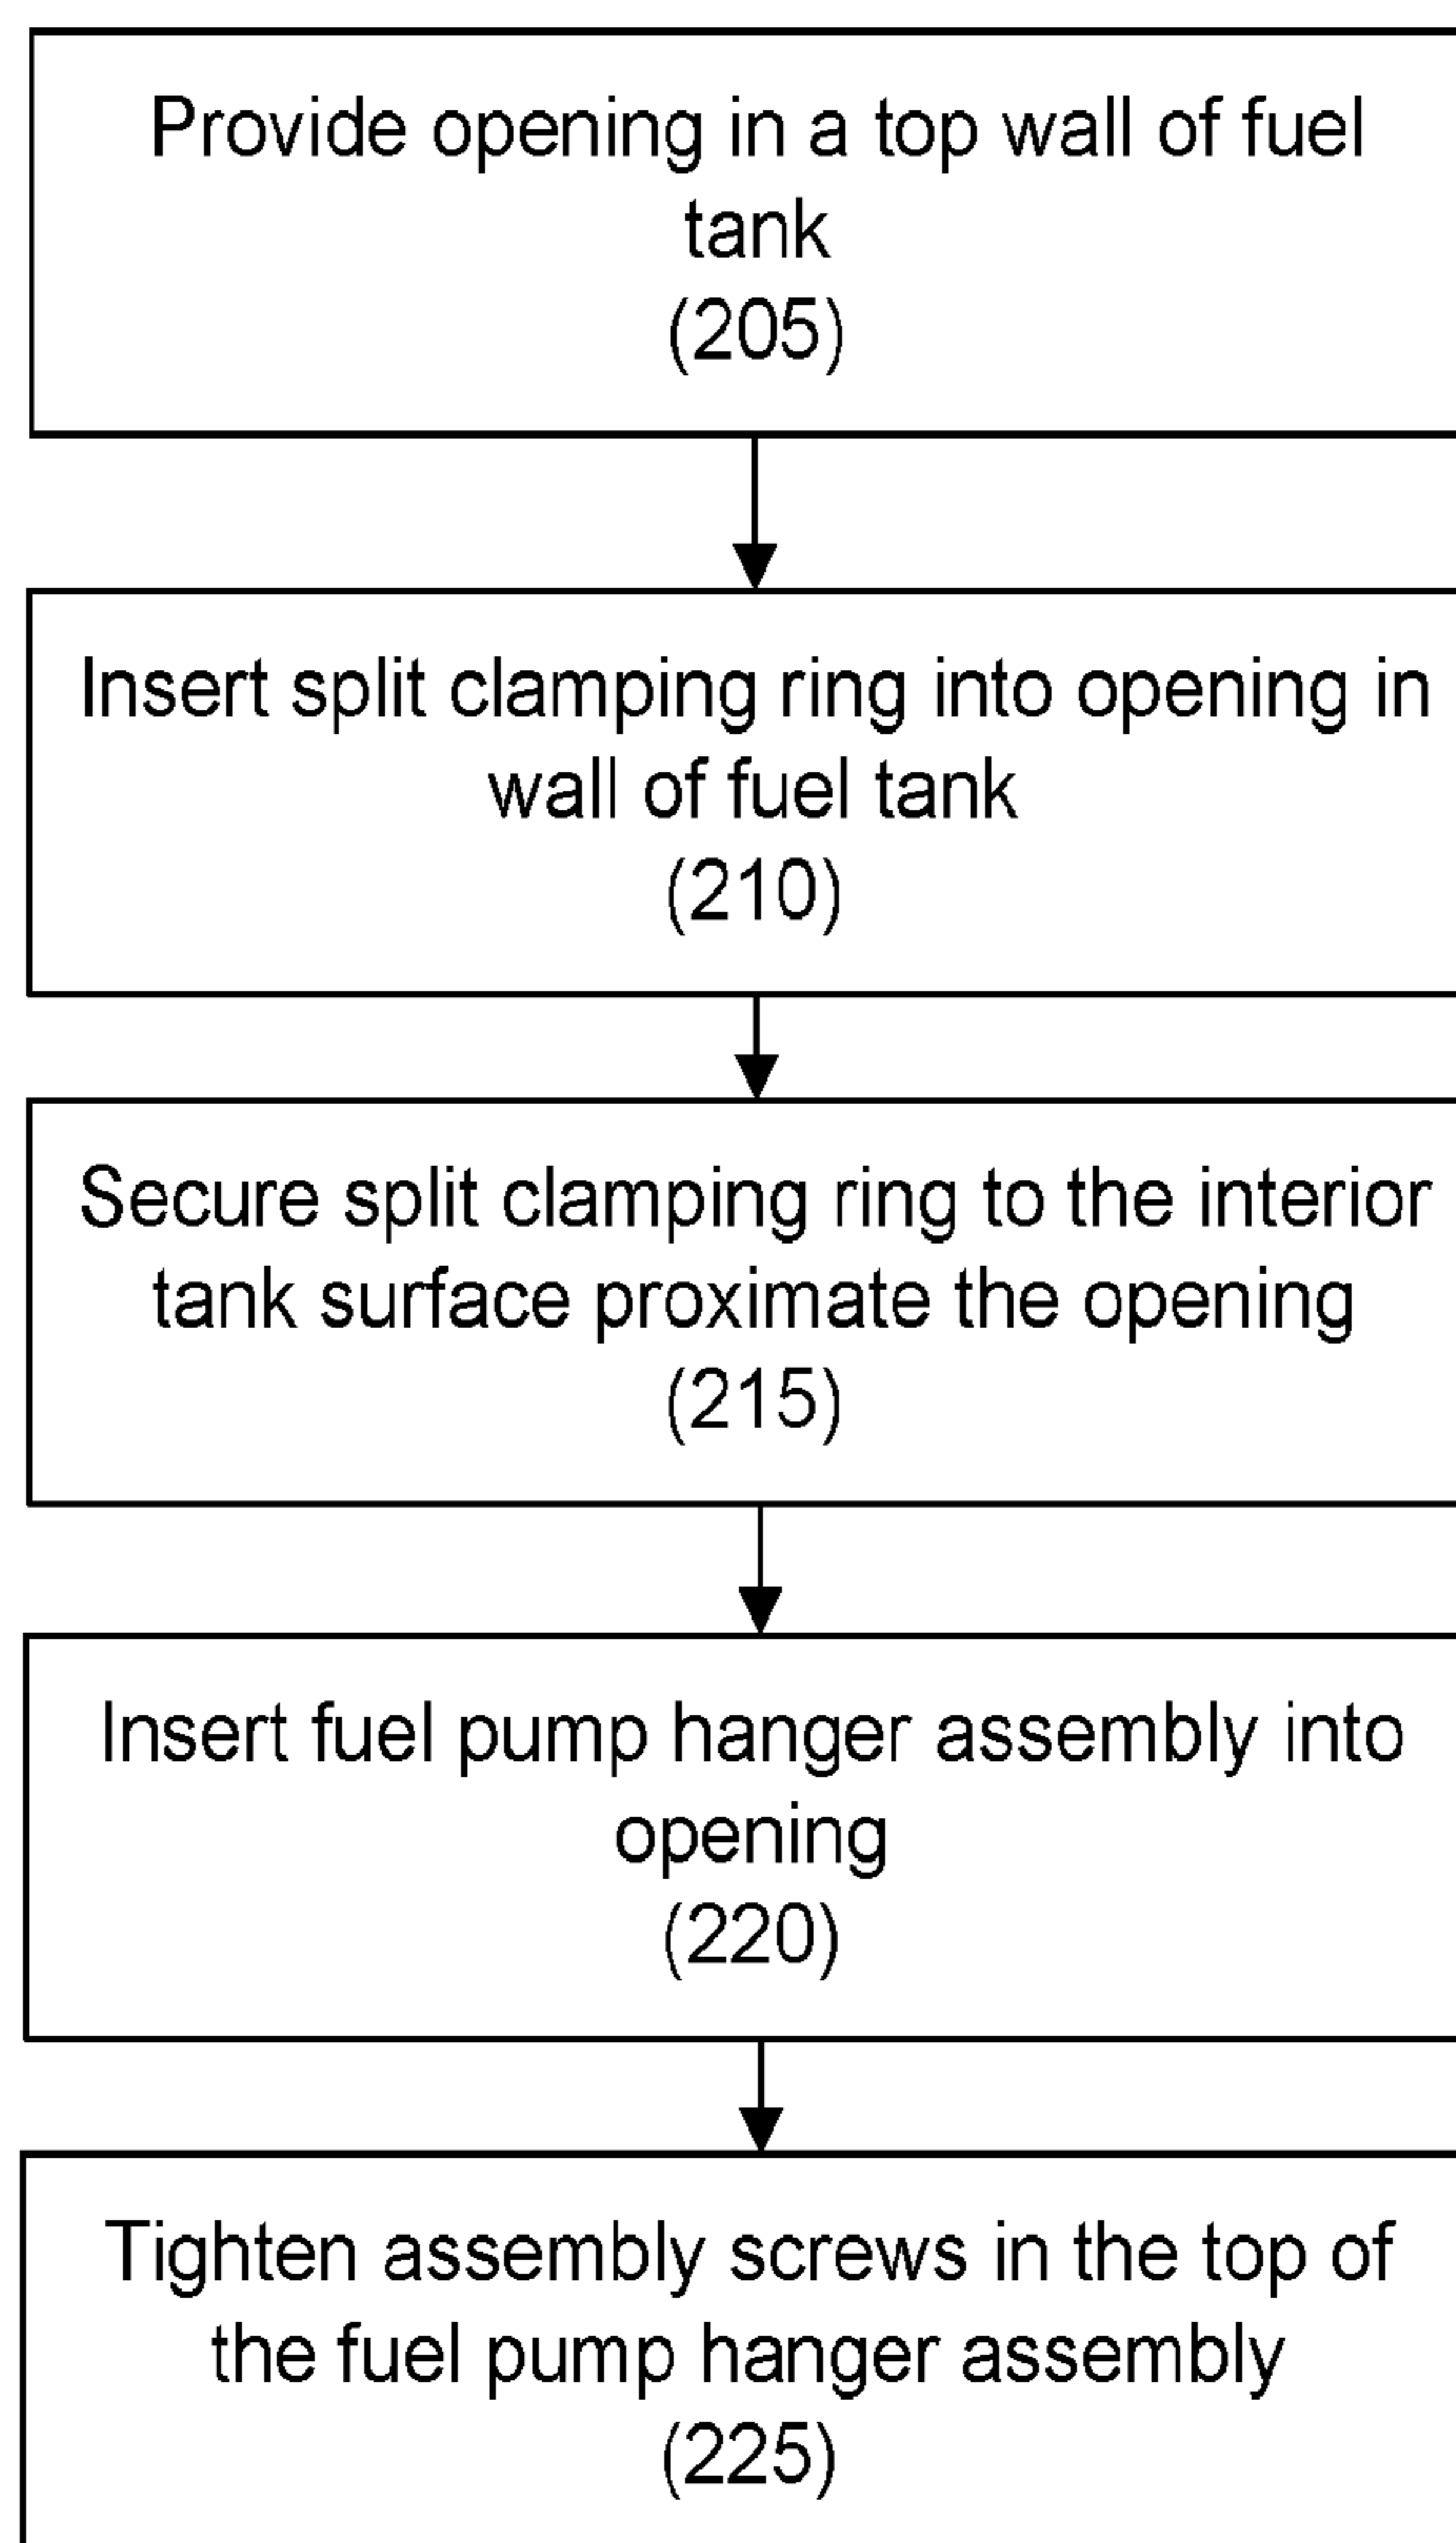 Provide opening in a top wall of fuel
tank
(205)
Insert split clamping ring into opening in
wall of fuel tank
(210)
Secure split clamping ring to the interior
tank surface proximate the opening
(215)
Insert fuel pump hanger assembly into
opening
(220)
Tighten assembly screws in the top of
the fuel pump hanger assembly
(225)